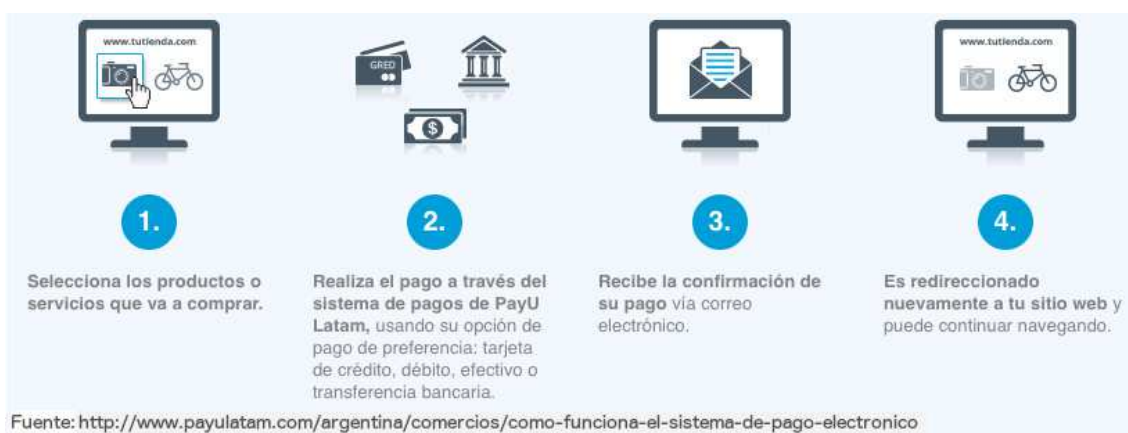 www.tutienda.com
GRED
$
www.tutienda.com
1.
2.
3.
4.
Selecciona los productos o
servicios que va a comprar.
Realiza el pago a través del
sistema de pagos de PayU
Latam, usando su opción de
pago de preferencia: tarjeta
de crédito, débito, efectivo o
transferencia bancaria.
Recibe la confirmación de
su pago vía correo
electrónico.
Es redireccionado
nuevamente a tu sitio web y
puede continuar navegando.
Fuente: http://www.payulatam.com/argentina/comercios/como-funciona-el-sistema-de-pago-electronico